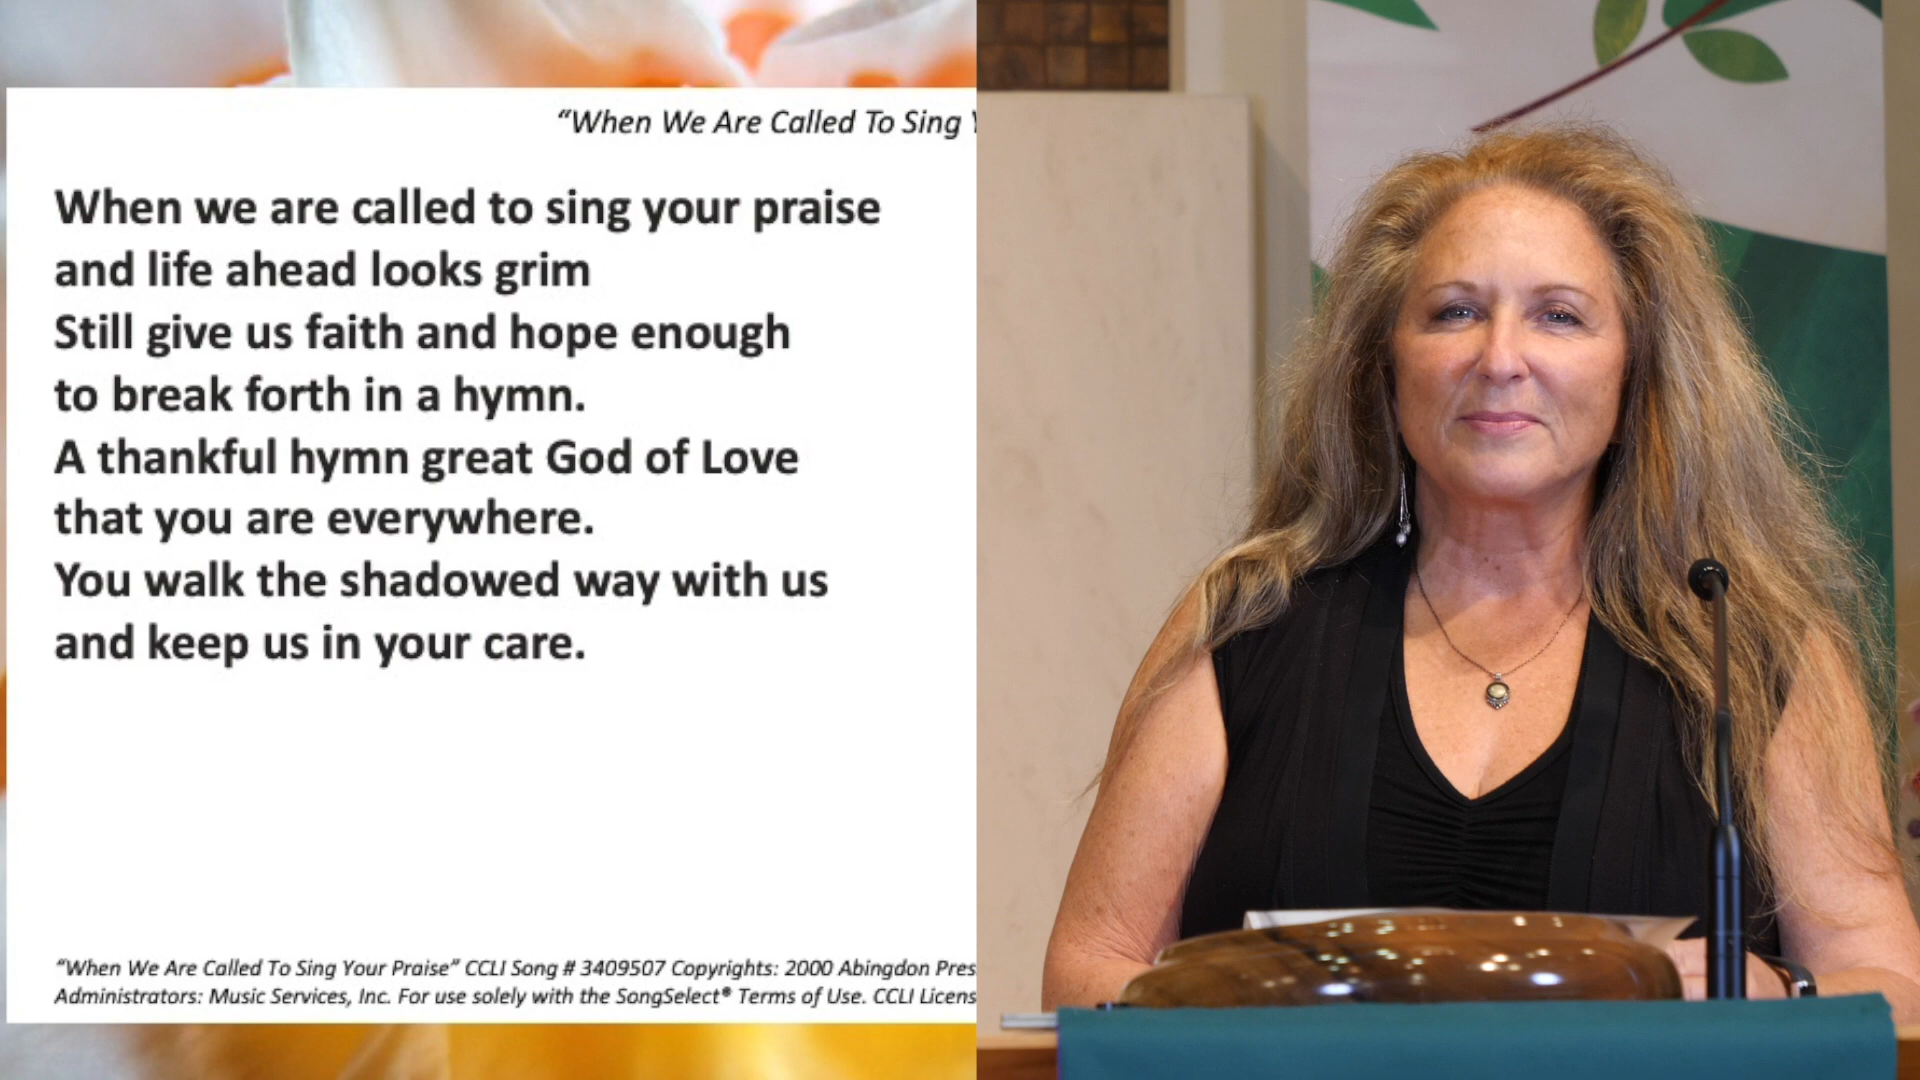 “When We Are Called To Sing
When we are called to sing your praise
and life ahead looks grim
Still give us faith and hope enough
to break forth in a hymn.
A thankful hymn great God of Love
that you are everywhere.
You walk the shadowed way with us
and keep us in your care.
“When We Are Called To Sing Your Praise” CCLI Song # 3409507 Copyrights: 2000 Abingdon Pres
Administrators: Music Services, Inc. For use solely with the SongSelect® Terms of Use. CCLI Licens